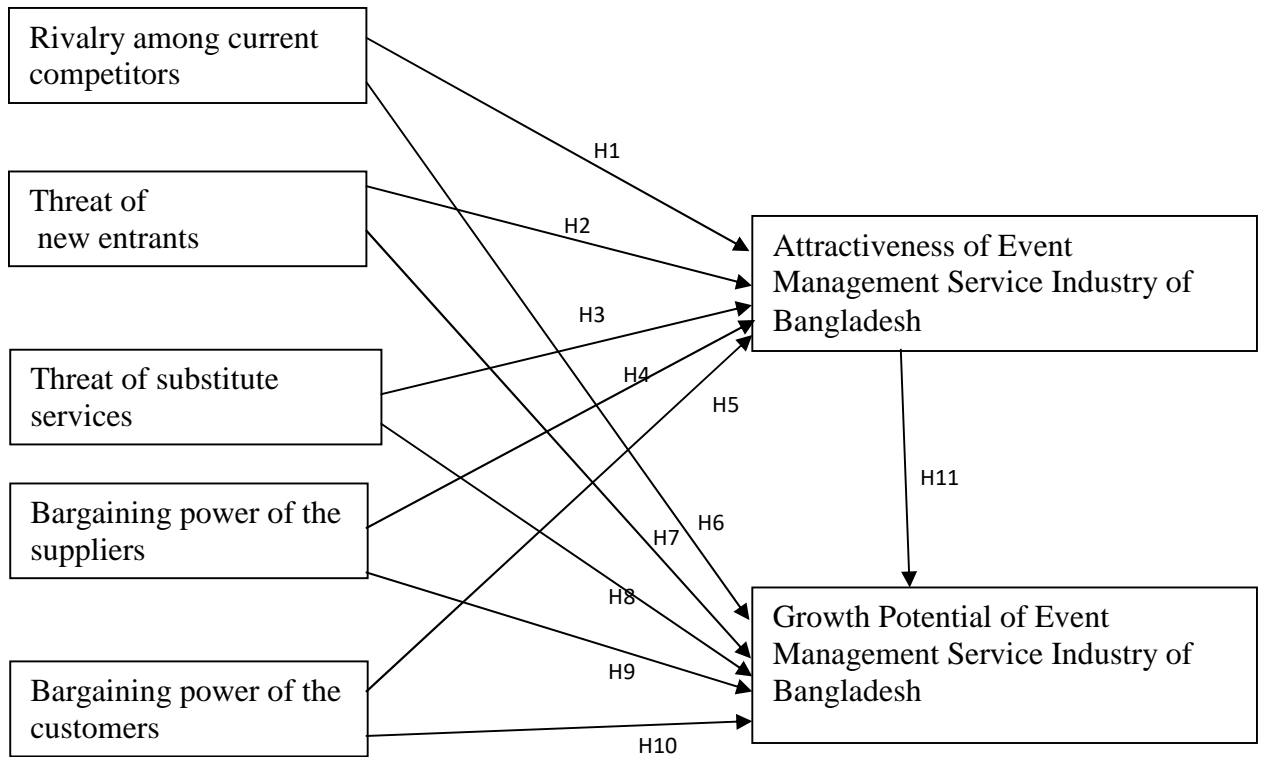 Rivalry among current
competitors
H1
Threat of
new entrants
H2
Attractiveness of Event
Management Service Industry of
Bangladesh
H3
Threat of substitute
services
H4
H5
H11
Bargaining power of the
suppliers
H6
H7
H8
Growth Potential of Event
Management Service Industry of
Bangladesh
H9
Bargaining power of the
customers
H10